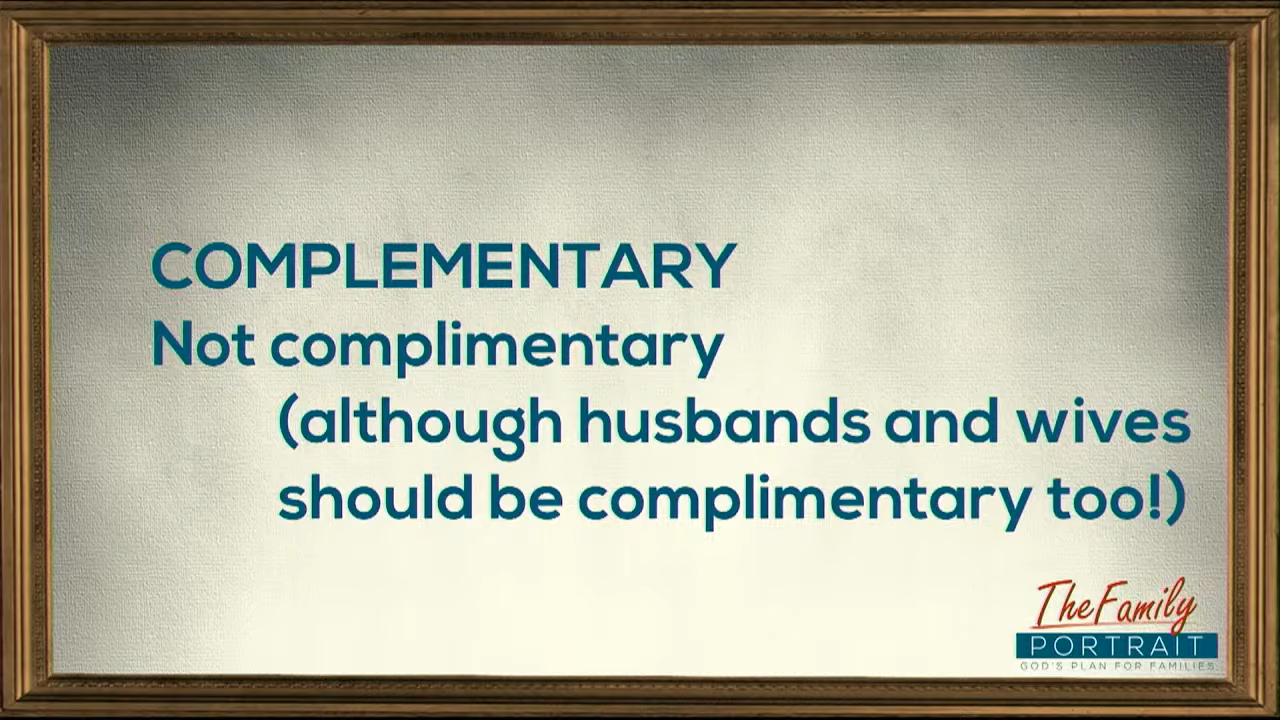 COMPLEMENTARY
Not complimentary
(although husbands and wives
should be complimentary too!)
The Family
PORTRAIT
GOD'S PLAN FOR FAMILIES